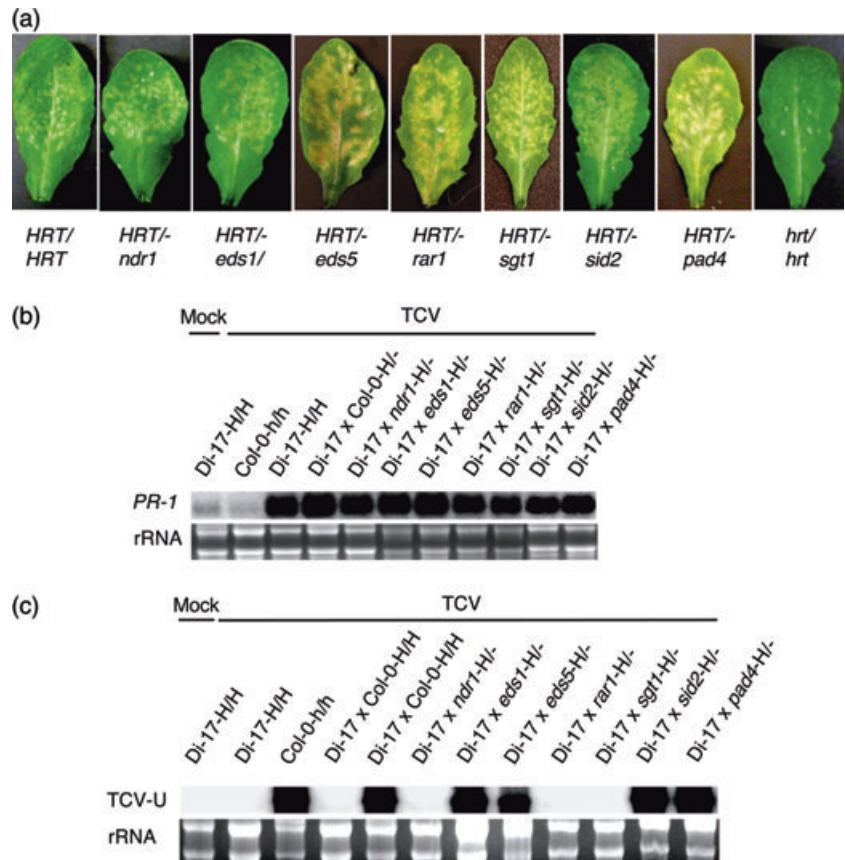 (a)
HRT/ HRT/- HRT/- HRT/- HRT/- HRT/- HRT/- HRT/- hrt/
HRT ndr1 eds1/ eds5 rar1 sgt1 sid2 pad4 hrt
(b)
Mock TCV
Di-17-H/H
Col-0-h/h
Di-17-H/H
Di-17 x Col-0-H/-
Di-17 x ndr1-H/-
Di-17 x eds1-H/-
Di-17 x eds5-H/-
Di-17 x rar1-H/-
Di-17 x sgt1-H/-
Di-17 x sid2-H/-
Di-17 x pad4-H/-
PR-1
rRNA
(c)
Mock TCV
Di-17-H/H
Di-17-H/H
Col-0-h/h
Di-17 x Col-0-H/H
Di-17 x Col-0-H/H
Di-17 x ndr1-H/-
Di-17 x eds1-H/-
Di-17 x eds5-H/-
Di-17 x rar1-H/-
Di-17 x sgt1-H/-
Di-17 x sid2-H/-
Di-17 x pad4-H/-
TCV-U
rRNA